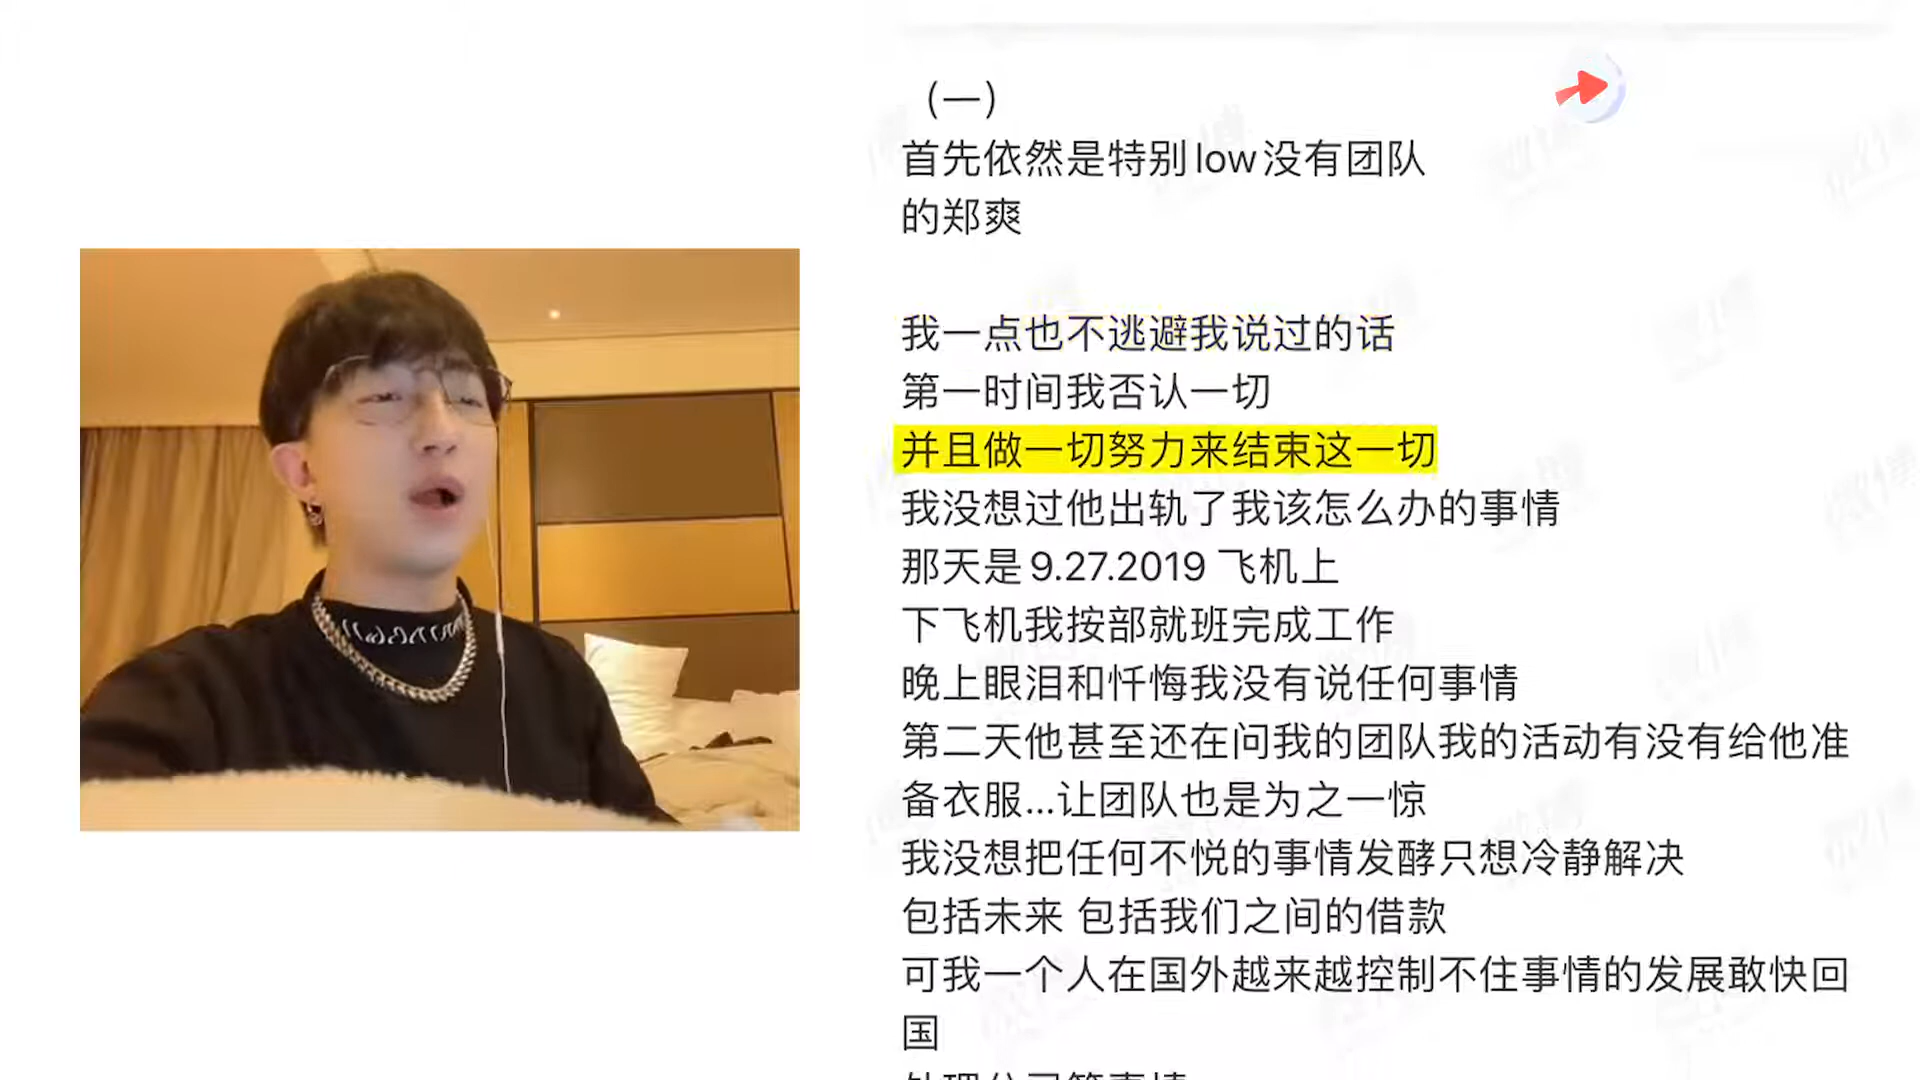 (一)
首先依然是特别low没有团队
的郑爽
我一点也不逃避我说过的话
第一时间我否认一切
并且做一切努力来结束这一切
我没想过他出轨了我该怎么办的事情
那天是9.27.2019 飞机上
下飞机我按部就班完成工作
晚上眼泪和忏悔我没有说任何事情
第二天他甚至还在问我的团队我的活动有没有给他准
备衣服...让团队也是为之一惊
我没想把任何不悦的事情发酵只想冷静解决
包括未来 包括我们之间的借款
可我一个人在国外越来越控制不住事情的发展敢快回
国